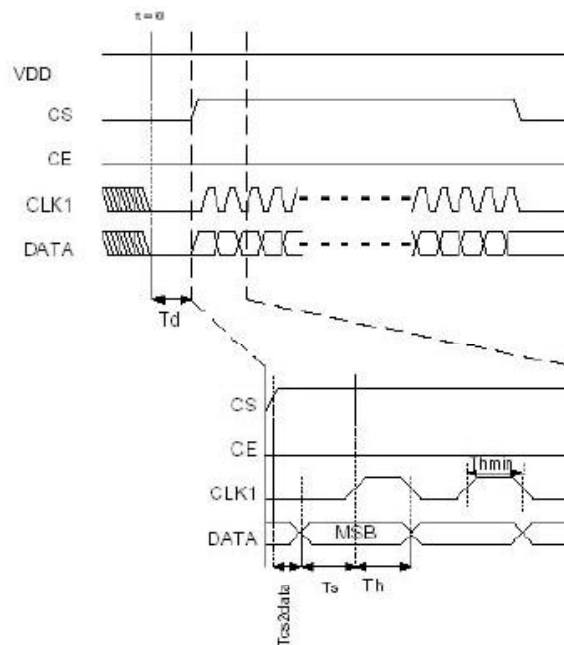 t=0
VDD
CS
CE
CLK1
DATA
Td
CS
CE
Thmin
CLK1
DATA
MSB
Tcs2data
Ts
Th